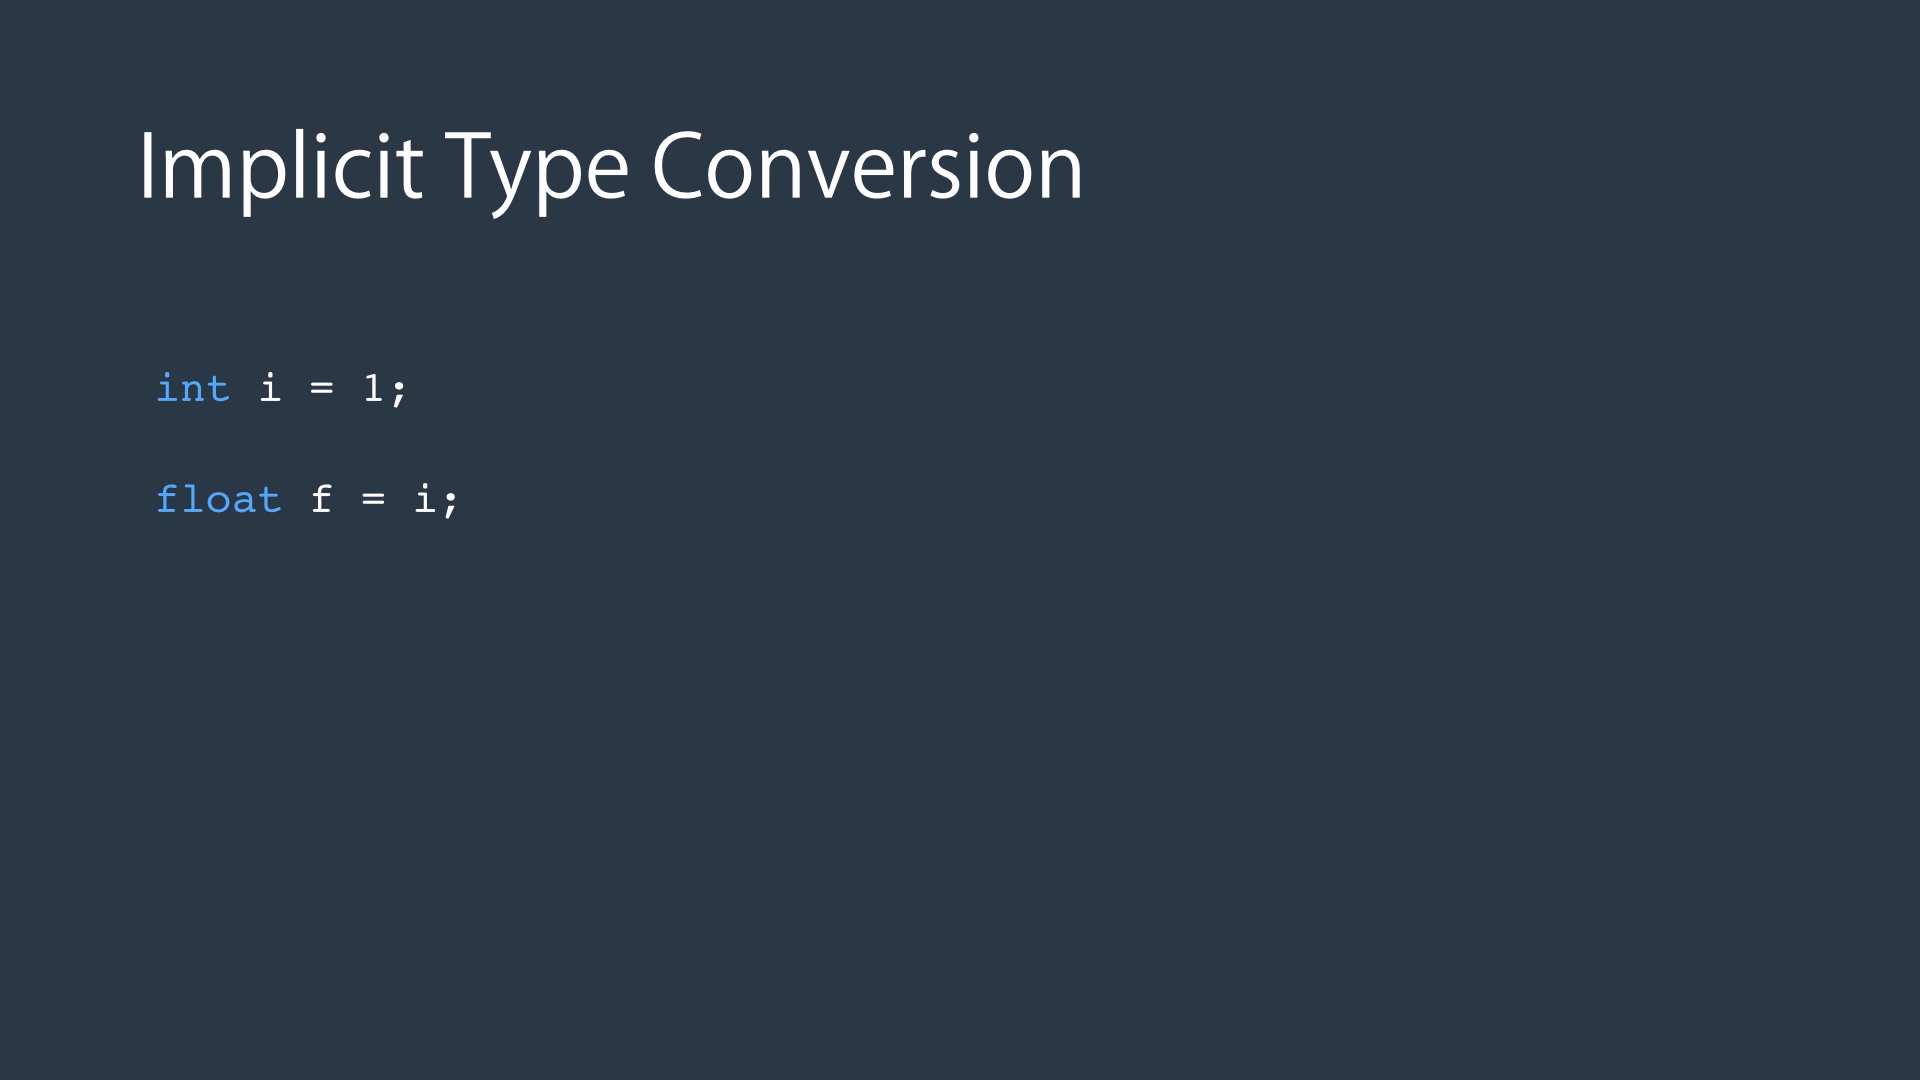 Implicit Type Conversion
int i = 1;
float f = i;